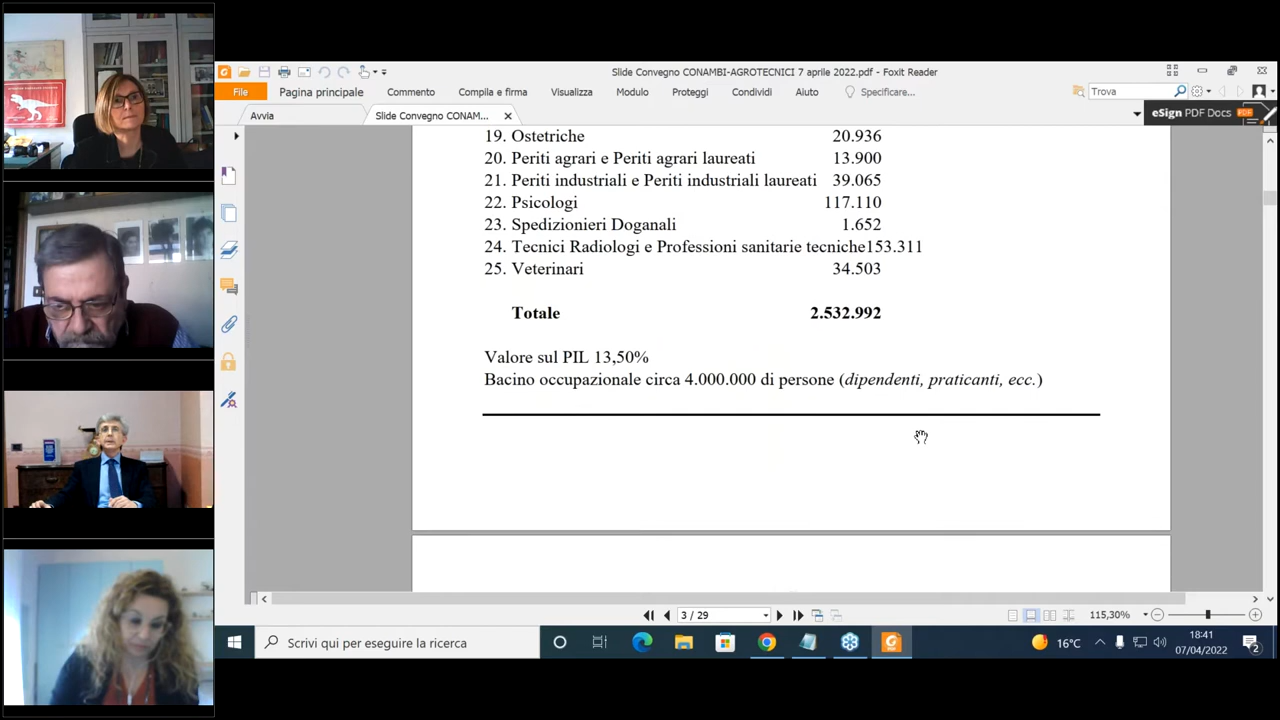 Slide Convegno CONAMBI-AGROTECNICI 7 aprile 2022.pdf - Foxit Reader
File Pagina principale Commento Compila e firma Visualizza Modulo Proteggi Condividi Aiuto Specificare... Trova
Avvia Slide Convegno CONAM... eSign PDF Docs
19. Ostetriche 20.936
20. Periti agrari e Periti agrari laureati 13.900
21. Periti industriali e Periti industriali laureati 39.065
22. Psicologi 117.110
23. Spedizionieri Doganali 1.652
24. Tecnici Radiologi e Professioni sanitarie tecniche153.311
25. Veterinari 34.503
Totale 2.532.992
Valore sul PIL 13,50%
Bacino occupazionale circa 4.000.000 di persone (dipendenti, praticanti, ecc.)
3 / 29 115,30%
Scrivi qui per eseguire la ricerca 16°C 18:41
07/04/2022 2